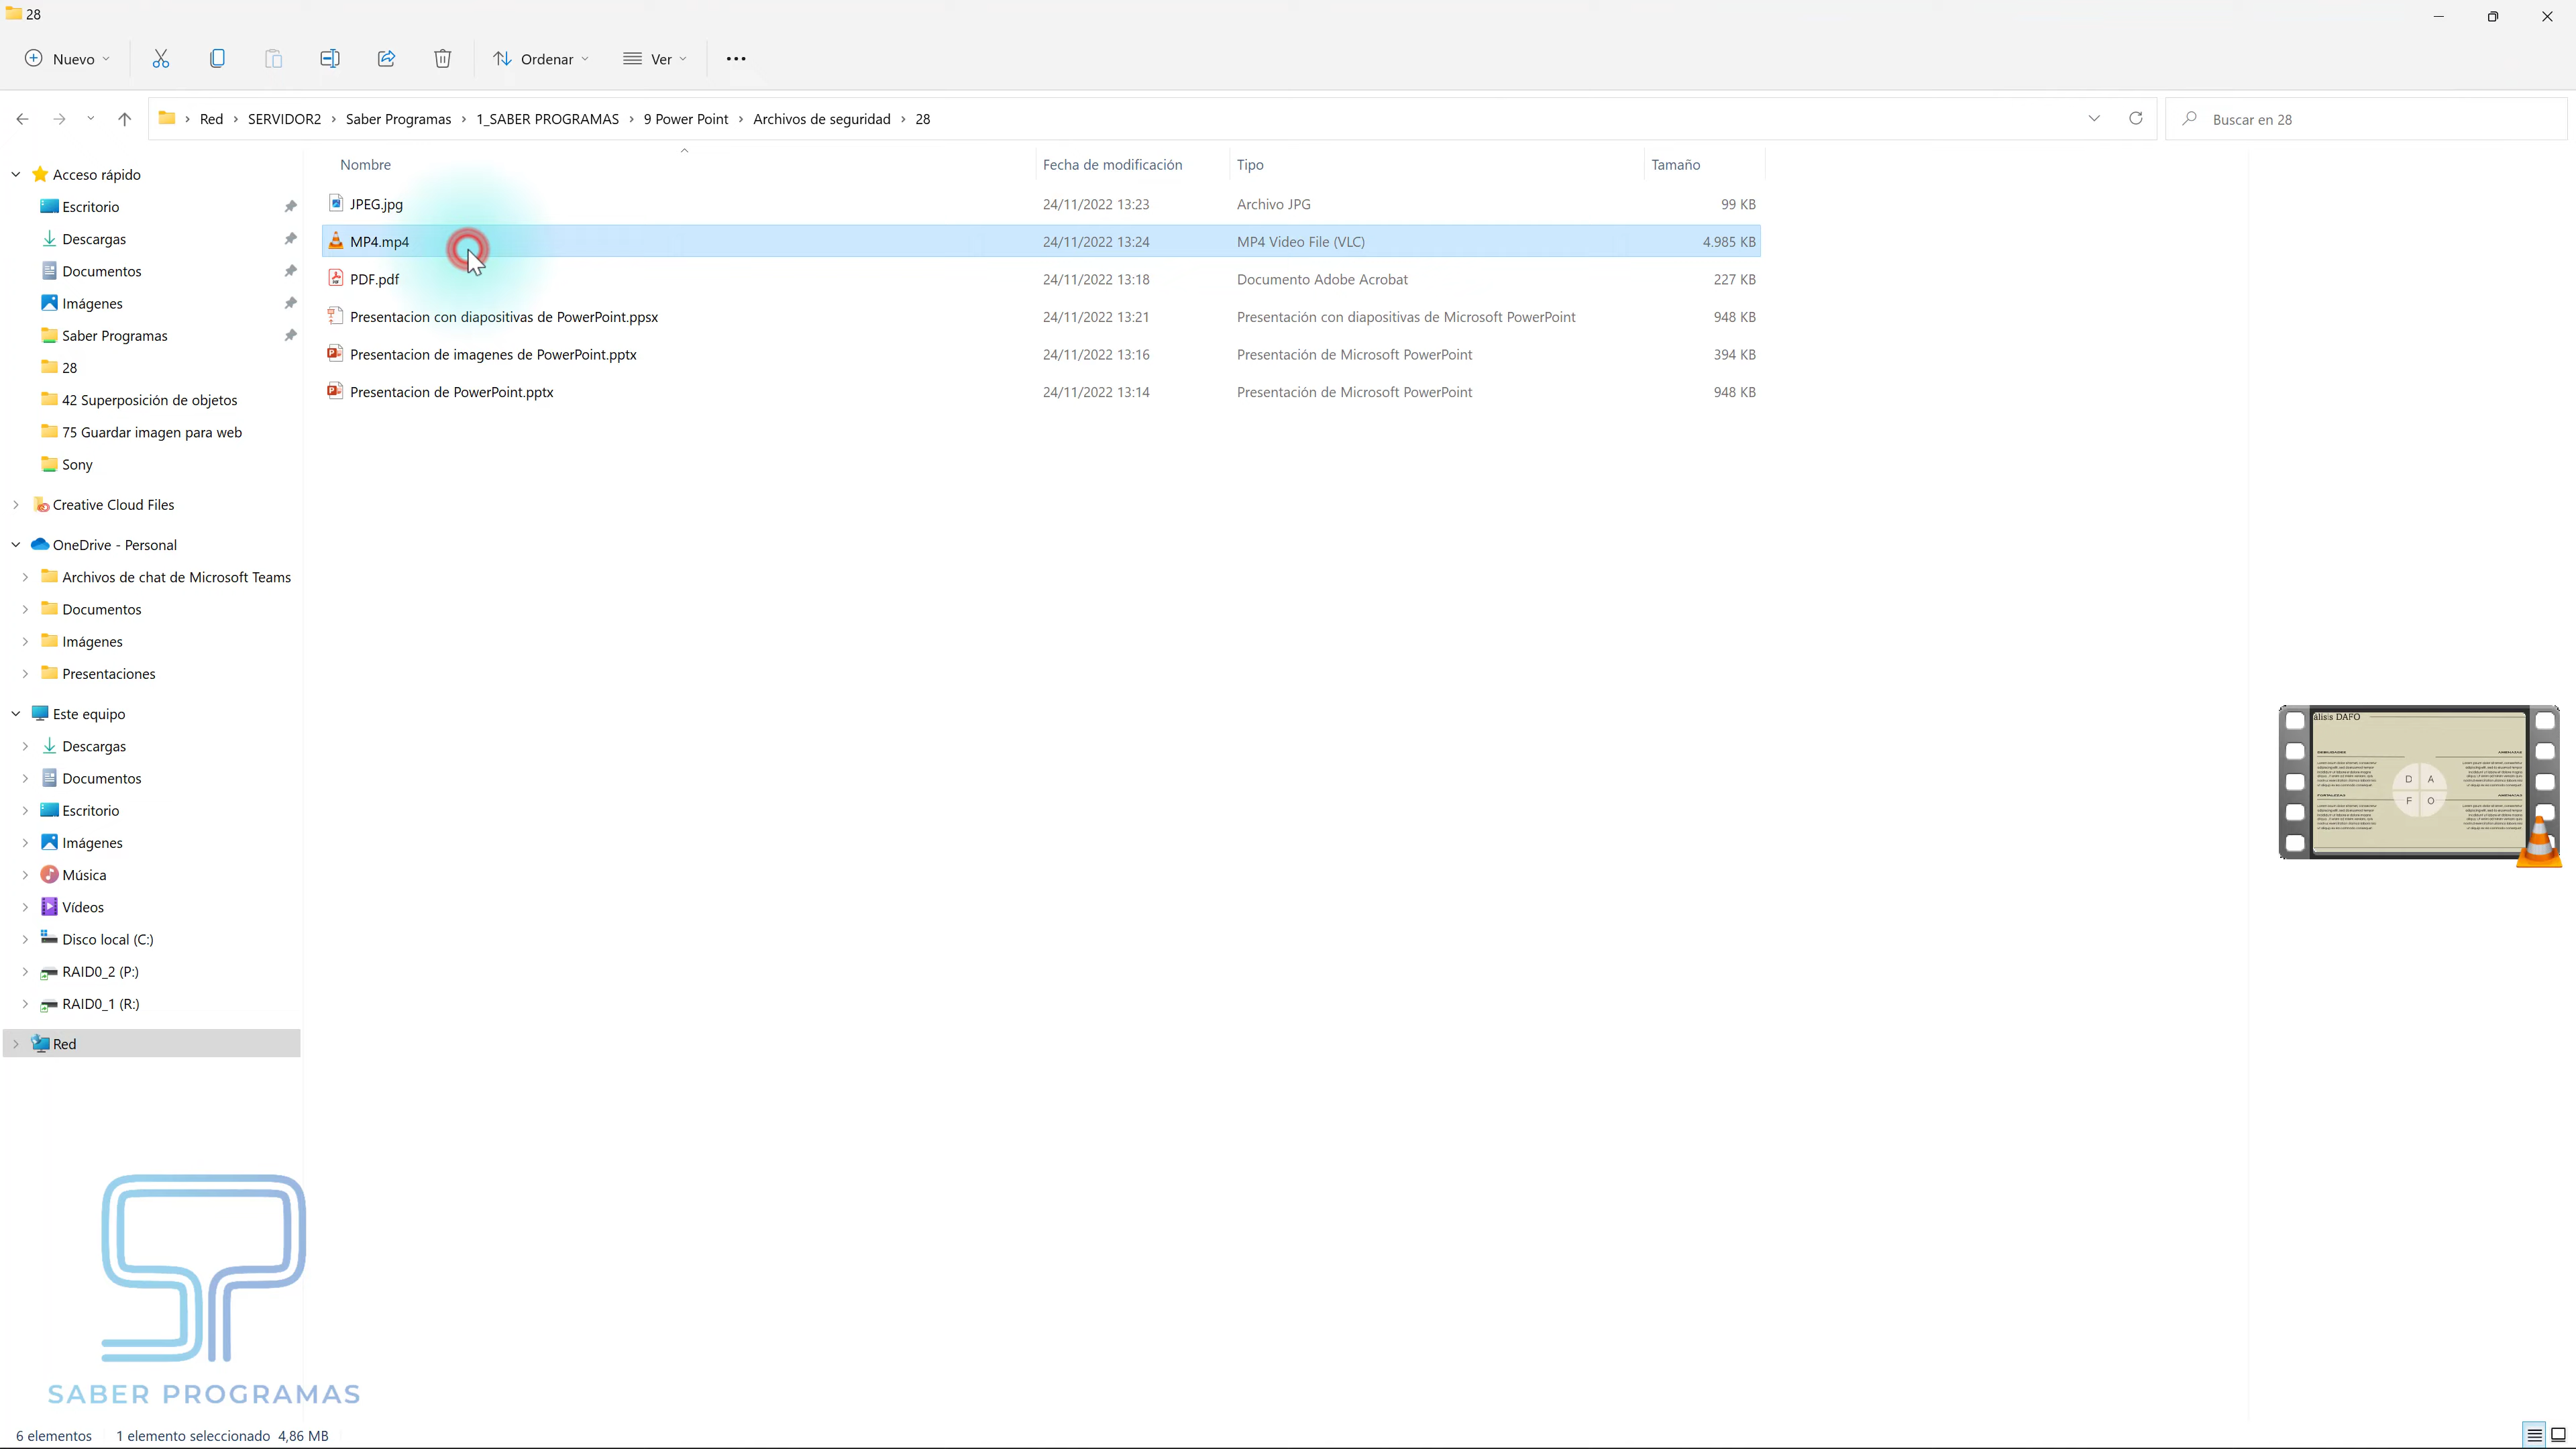 28
Nuevo
Ordenar
Ver
Red > SERVIDOR2 > Saber Programas > 1_SABER PROGRAMAS > 9 Power Point > Archivos de seguridad > 28
Buscar en 28
Acceso rápido
Escritorio
Descargas
Documentos
Imágenes
Saber Programas
28
42 Superposición de objetos
75 Guardar imagen para web
Sony
Creative Cloud Files
OneDrive - Personal
Archivos de chat de Microsoft Teams
Documentos
Imágenes
Presentaciones
Este equipo
Descargas
Documentos
Escritorio
Imágenes
Música
Vídeos
Disco local (C:)
RAID0_2 (P:)
RAID0_1 (R:)
Red
Nombre Fecha de modificación Tipo Tamaño
JPEG.jpg 24/11/2022 13:23 Archivo JPG 99 KB
MP4.mp4 24/11/2022 13:24 MP4 Video File (VLC) 4.985 KB
PDF.pdf 24/11/2022 13:18 Documento Adobe Acrobat 227 KB
Presentacion con diapositivas de PowerPoint.ppsx 24/11/2022 13:21 Presentación con diapositivas de Microsoft PowerPoint 948 KB
Presentacion de imagenes de PowerPoint.pptx 24/11/2022 13:16 Presentación de Microsoft PowerPoint 394 KB
Presentacion de PowerPoint.pptx 24/11/2022 13:14 Presentación de Microsoft PowerPoint 948 KB
álisis DAFO
D A
F O
SABER PROGRAMAS
6 elementos 1 elemento seleccionado 4,86 MB